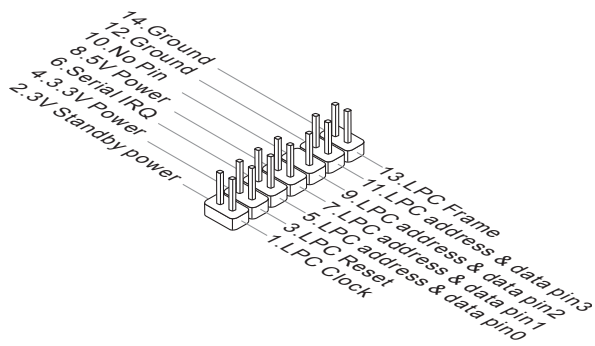 14.Ground
12.Ground
10.No Pin
8.5V Power
6.Serial IRQ
4.3.3V Power
2.3V Standby power
13.LPC Frame
11.LPC address & data pin3
9.LPC address & data pin2
7.LPC address & data pin1
5.LPC address & data pin0
3.LPC Reset
1.LPC Clock